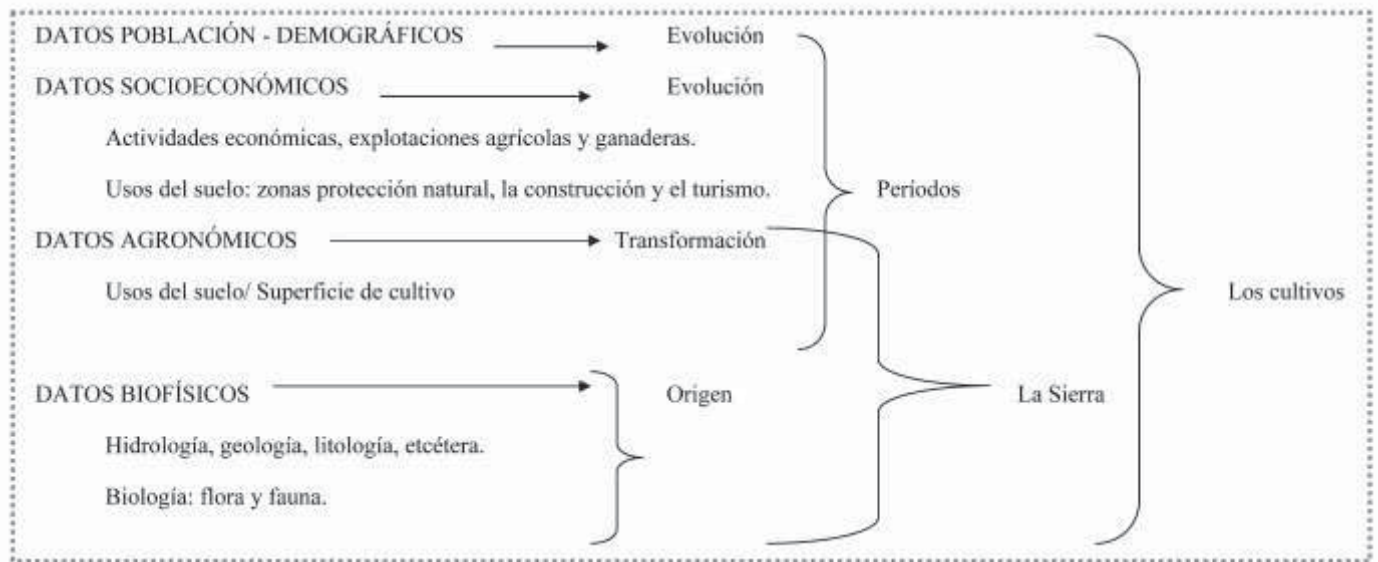 DATOS POBLACIÓN - DEMOGRÁFICOS Evolución
DATOS SOCIOECONÓMICOS Evolución
Actividades económicas, explotaciones agrícolas y ganaderas.
Usos del suelo: zonas protección natural, la construcción y el turismo. Períodos
DATOS AGRONÓMICOS Transformación
Usos del suelo/ Superficie de cultivo Los cultivos
DATOS BIOFÍSICOS Origen La Sierra
Hidrología, geología, litología, etcétera.
Biología: flora y fauna.